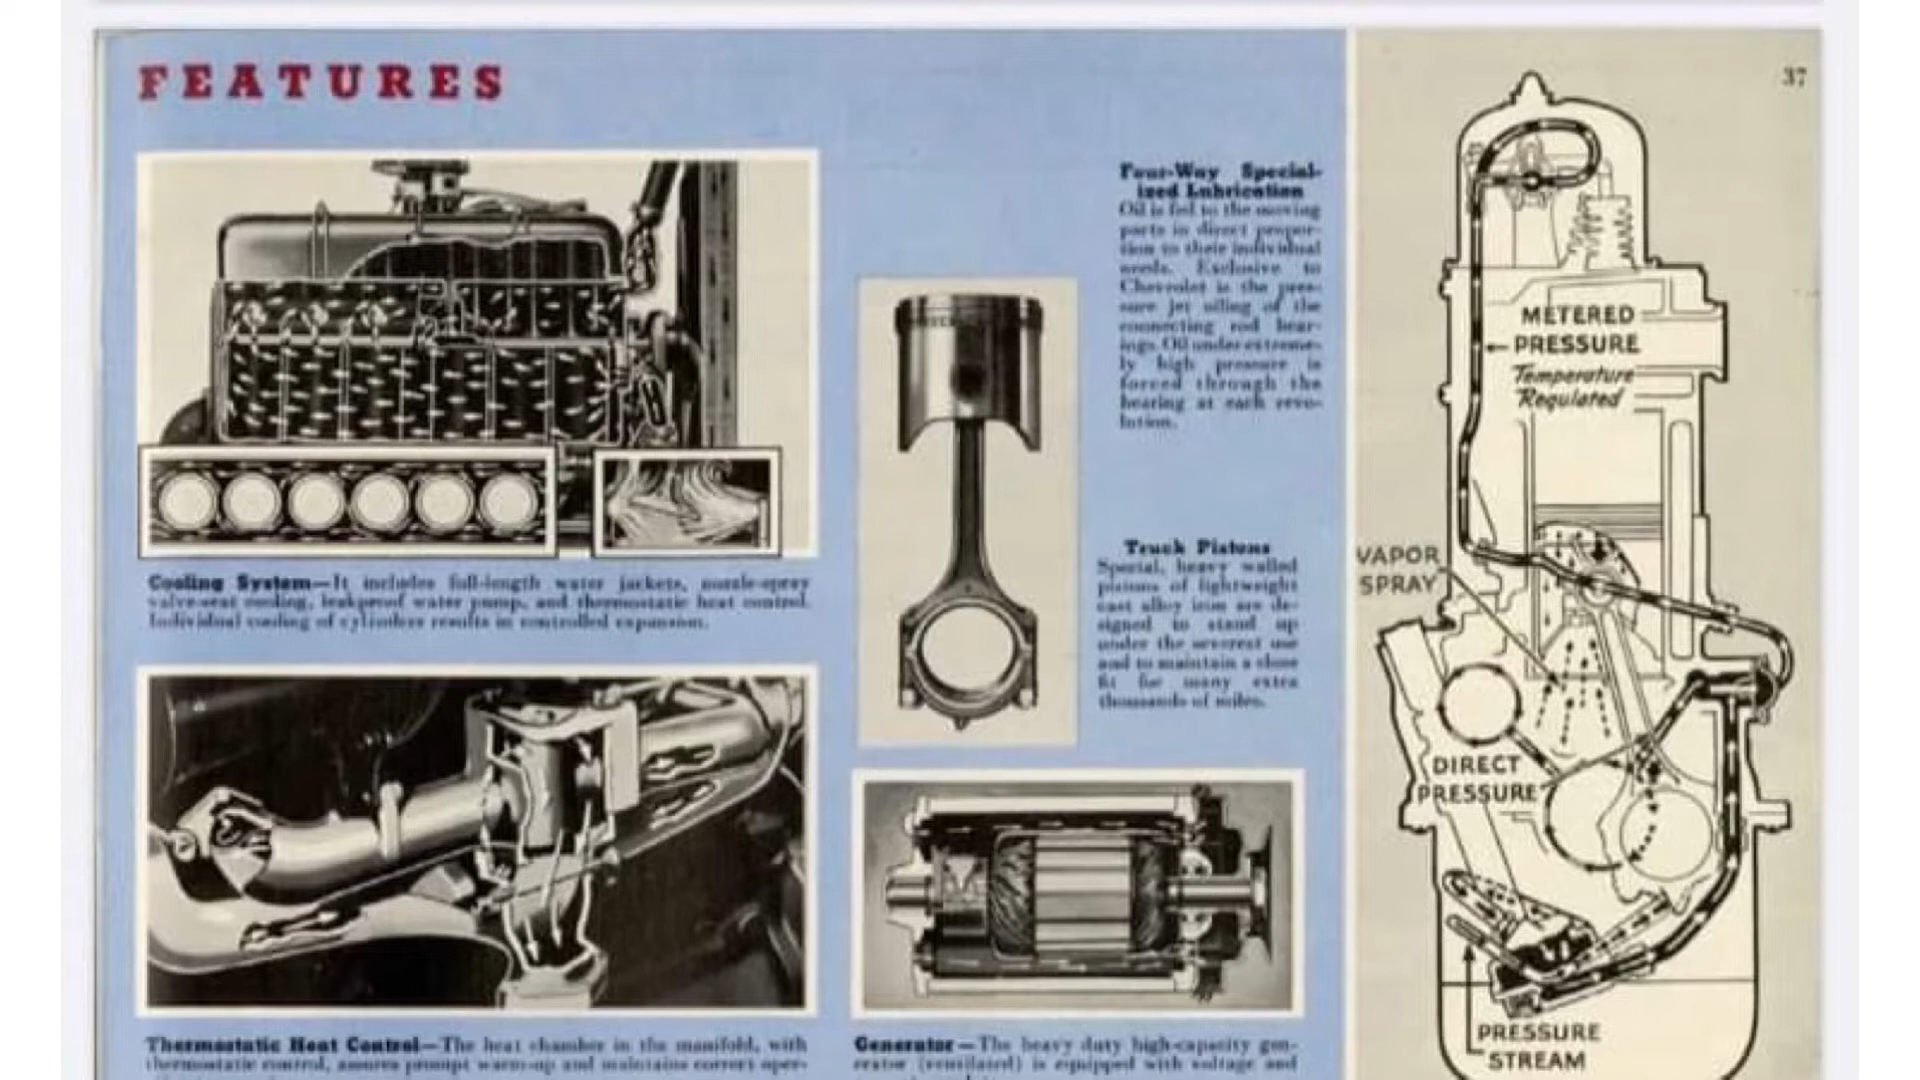 FEATURES
37
Four-Way Special-
ized Lubrication
Oil is fed to the moving
parts in direct propor-
tion to their individual
needs. Exclusive to
Chevrolet is the pres-
sure jet oiling of the
connecting rod bear-
ings. Oil under extreme-
ly high pressure is
forced through the
bearing at each revo-
lution.
Cooling System—It includes full-length water jackets, nozzle-spray
valve-seat cooling, leakproof water pump, and thermostatic heat control.
Individual cooling of cylinders results in controlled expansion.
Truck Pistons
Special, heavy walled
pistons of lightweight
cast alloy iron are de-
signed to stand up
under the severest use
and to maintain a close
fit for many extra
thousands of miles.
Thermostatic Heat Control—The heat chamber in the manifold, with
thermostatic control, assures prompt warm-up and maintains correct oper-
Generator—The heavy duty high-capacity gen-
erator (ventilated) is equipped with voltage and
METERED
PRESSURE
Temperature
Regulated
VAPOR
SPRAY
DIRECT
PRESSURE
PRESSURE
STREAM